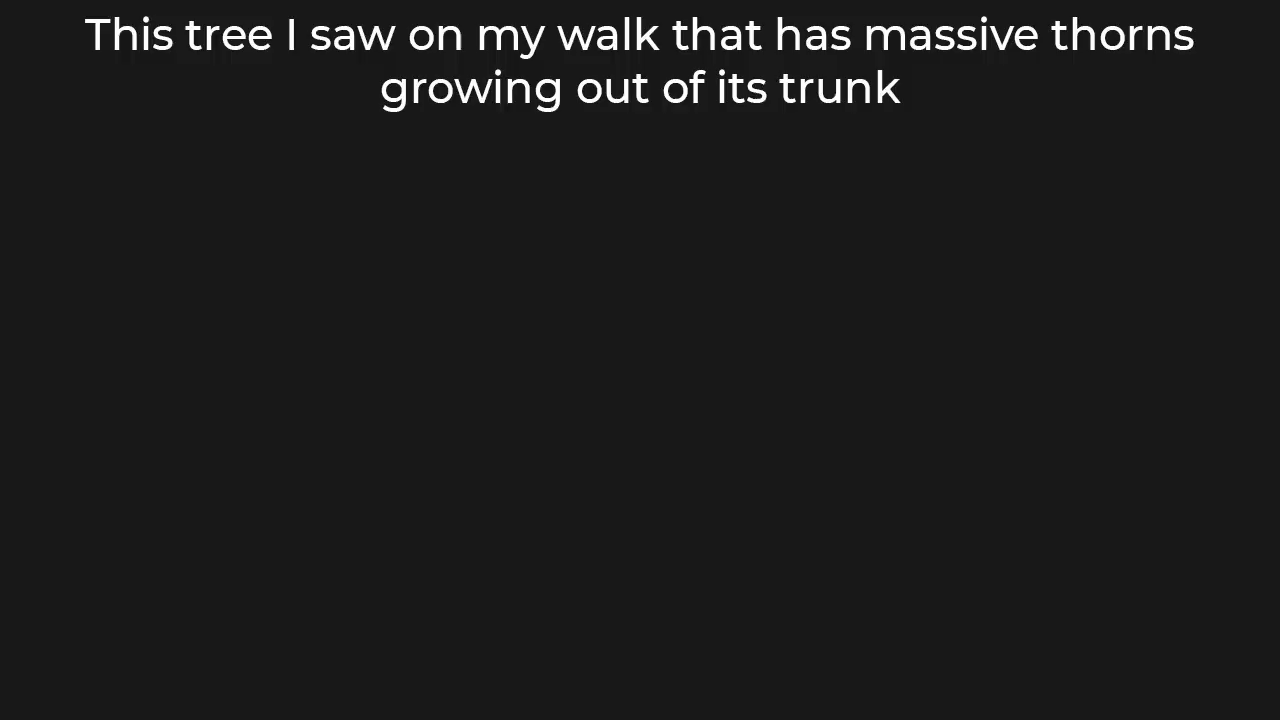 This tree I saw on my walk that has massive thorns
growing out of its trunk